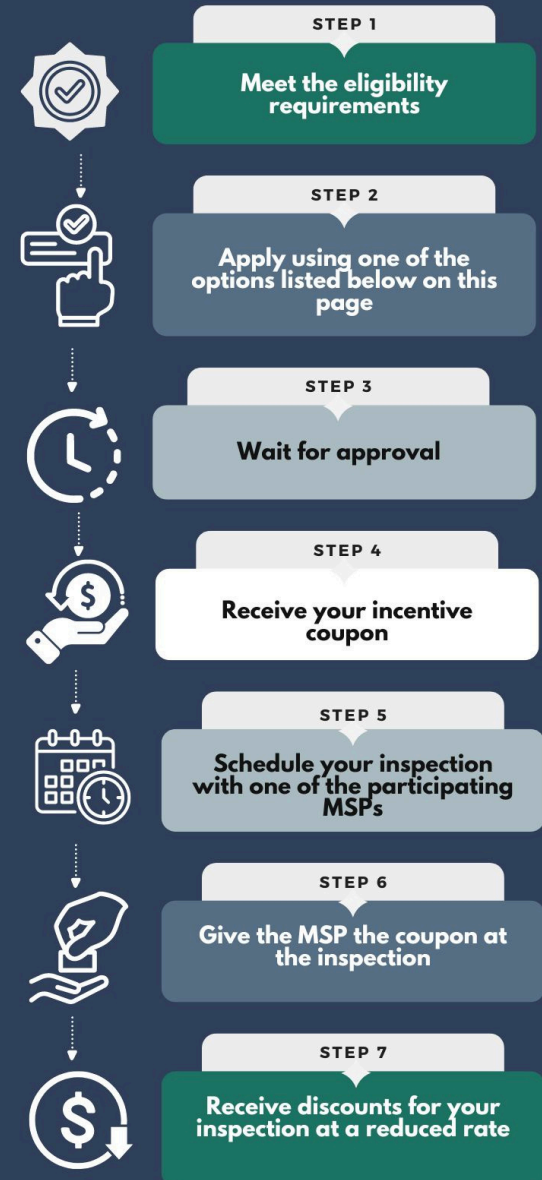 STEP 1
Meet the eligibility
requirements
STEP 2
Apply using one of the
options listed below on this
page
STEP 3
Wait for approval
STEP 4
Receive your incentive
coupon
STEP 5
Schedule your inspection
with one of the participating
MSPs
STEP 6
Give the MSP the coupon at
the inspection
STEP 7
Receive discounts for your
inspection at a reduced rate